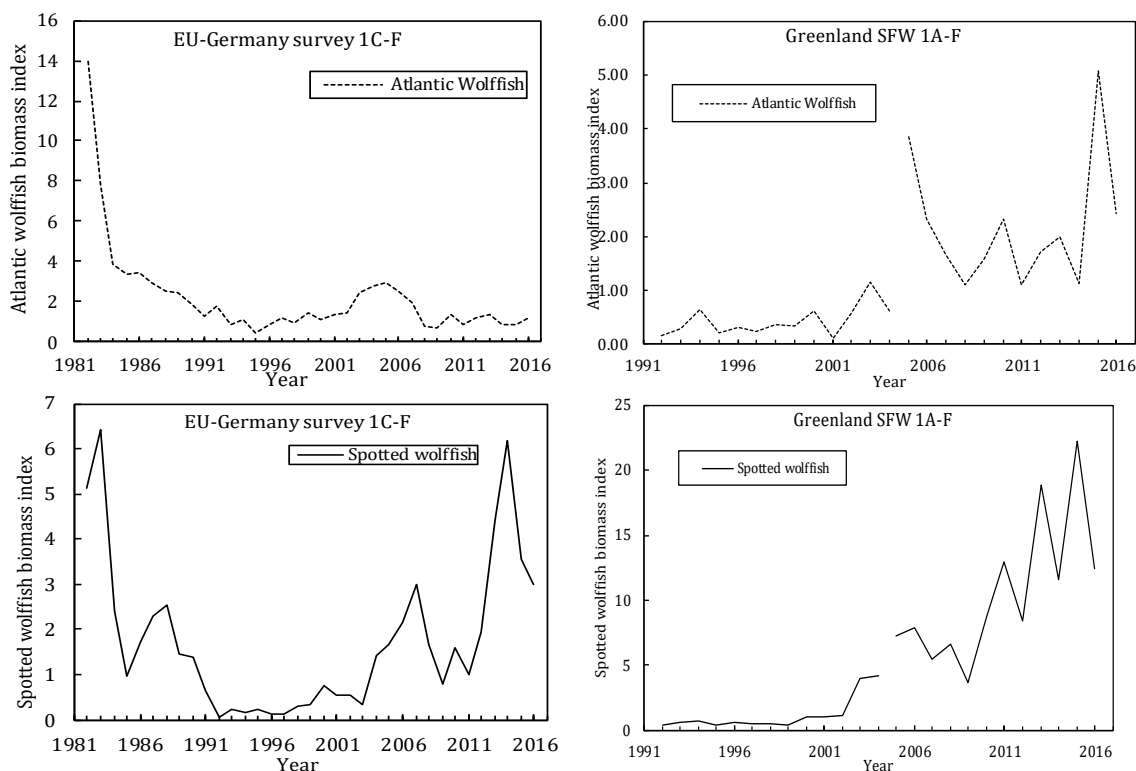 EU-Germany survey 1C-F
Atlantic Wolffish
Atlantic wolffish biomass index
16
14
12
10
8
6
4
2
0
1981 1986 1991 1996 2001 2006 2011 2016
Year
Greenland SFW 1A-F
Atlantic Wolffish
Atlantic wolffish biomass index
6.00
5.00
4.00
3.00
2.00
1.00
0.00
1991 1996 2001 2006 2011 2016
Year
EU-Germany survey 1C-F
Spotted wolffish
Spotted wolffish biomass index
7
6
5
4
3
2
1
0
1981 1986 1991 1996 2001 2006 2011 2016
Year
Greenland SFW 1A-F
Spotted wolffish
Spotted wolffish biomass index
25
20
15
10
5
0
1991 1996 2001 2006 2011 2016
Year